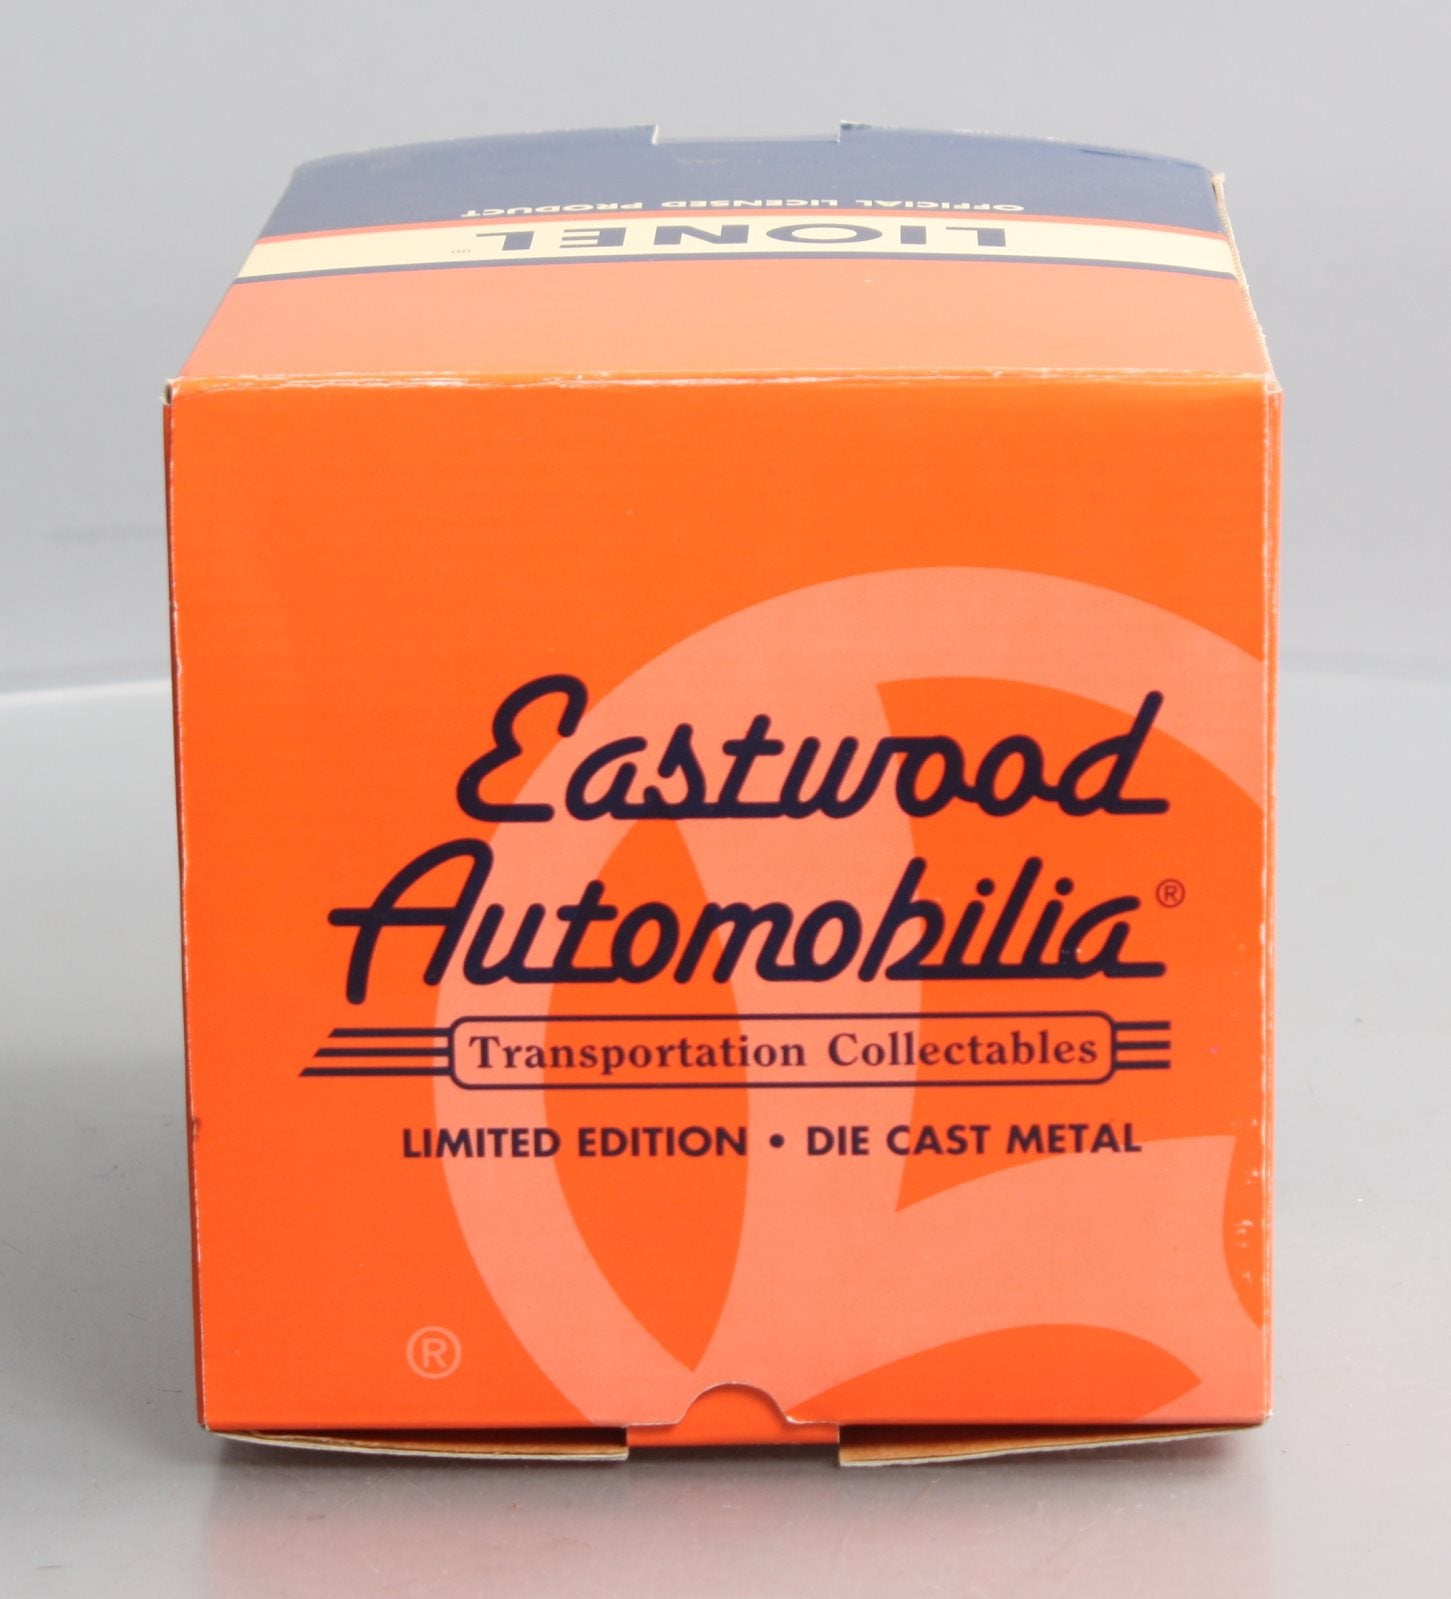 OFFICIAL LICENSED PRODUCT
LIONEL ®
Eastwood
Automobilia®
Transportation Collectables
LIMITED EDITION • DIE CAST METAL
®